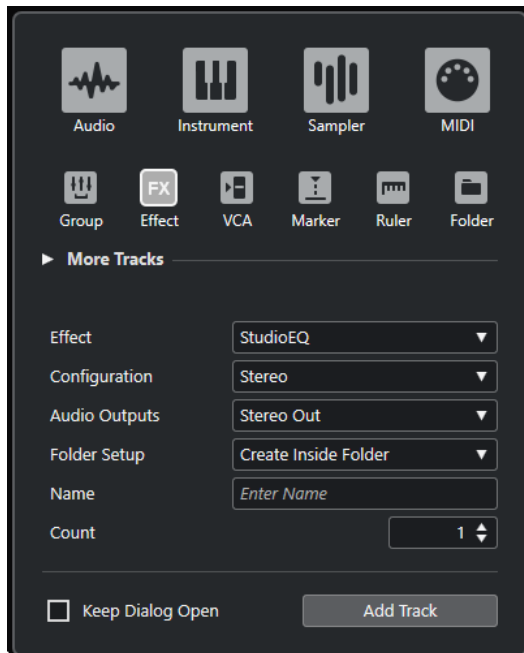 Audio Instrument Sampler MIDI
FX
Group Effect VCA Marker Ruler Folder
More Tracks
Effect StudioEQ
Configuration Stereo
Audio Outputs Stereo Out
Folder Setup Create Inside Folder
Name Enter Name
Count 1
Keep Dialog Open Add Track